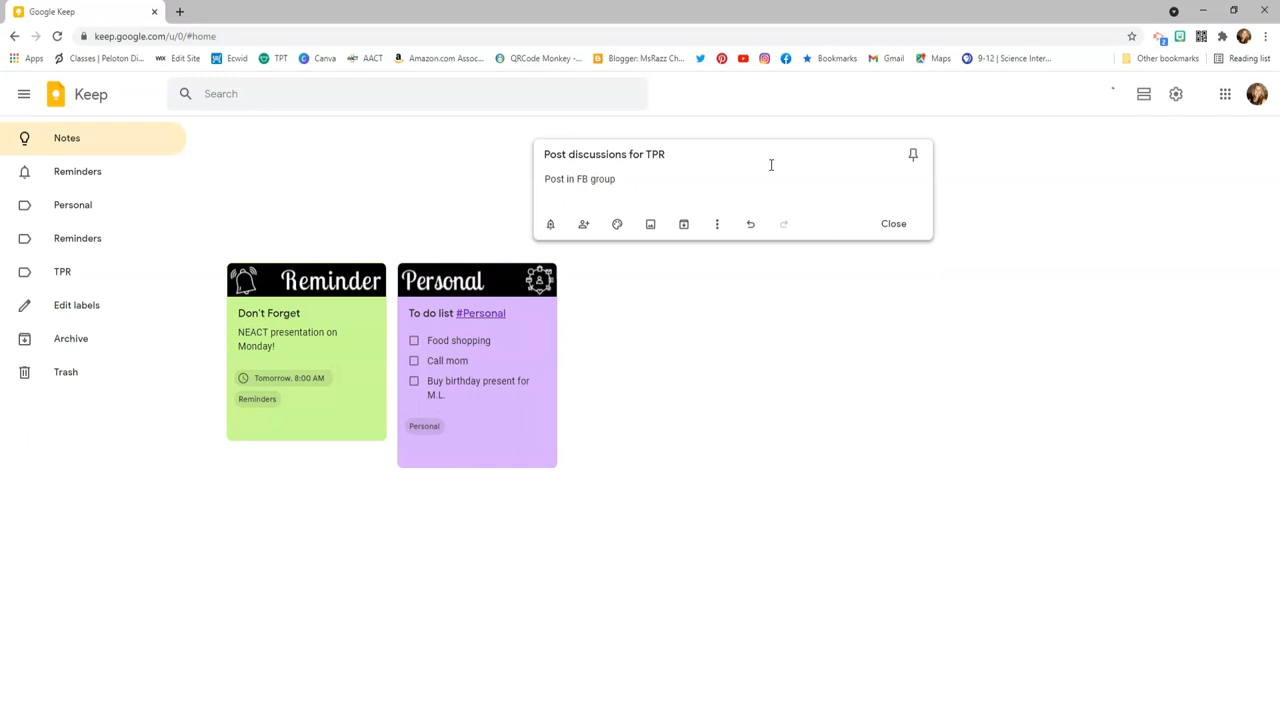 Google Keep
keep.google.com/u/0/#home
Apps
Classes | Peloton Di...
WIX Edit Site
Ecwid
TPT
Canva
AACT
Amazon.com Assoc...
QRCode Monkey -...
Blogger: MsRazz Ch...
Bookmarks
Gmail
Maps
9-12 | Science Inter...
Other bookmarks
Reading list
Keep
Search
Notes
Reminders
Personal
Reminders
TPR
Edit labels
Archive
Trash
Post discussions for TPR
Post in FB group
Close
Reminder
Don't Forget
NEACT presentation on
Monday!
Tomorrow, 8:00 AM
Reminders
Personal
To do list #Personal
Food shopping
Call mom
Buy birthday present for
M.L.
Personal